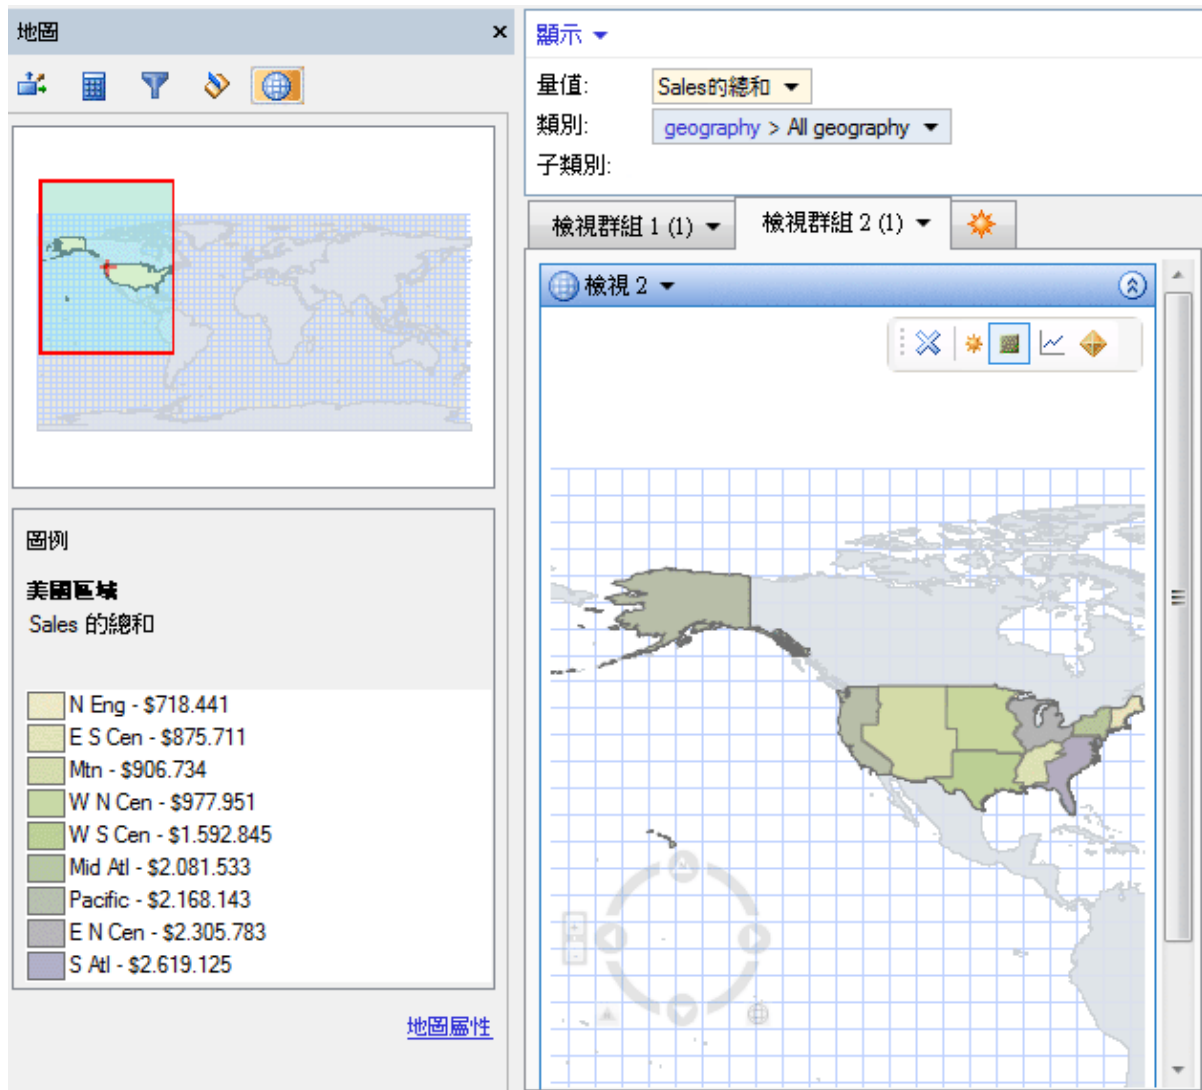 地圖
顯示
量值:
Sales的總和
類別:
geography > All geography
子類別:
檢視群組 1 (1)
檢視群組 2 (1)
檢視 2
圖例
美國區域
Sales 的總和
N Eng - $718.441
E S Cen - $875.711
Mtn - $906.734
W N Cen - $977.951
W S Cen - $1.592.845
Mid Atl - $2.081.533
Pacific - $2.168.143
E N Cen - $2.305.783
S Atl - $2.619.125
地圖屬性